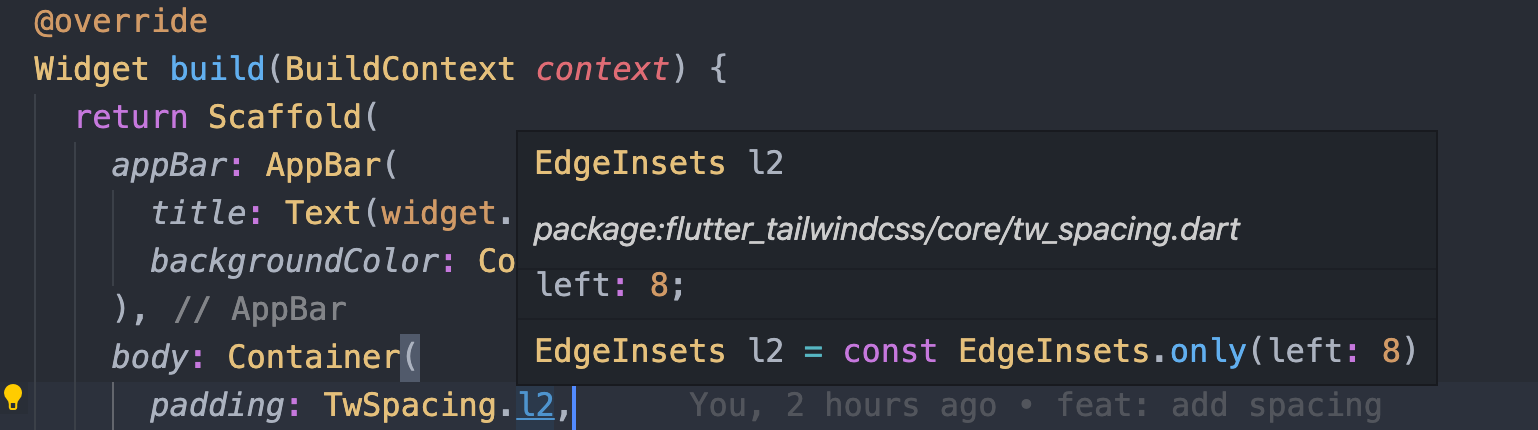 @override
Widget build(BuildContext context) {
return Scaffold(
appBar: AppBar(
title: Text(widget.
backgroundColor: Co
), // AppBar
body: Container(
padding: TwSpacing.l2,
You, 2 hours ago • feat: add spacing
EdgeInsets l2
package:flutter_tailwindcss/core/tw_spacing.dart
left: 8;
EdgeInsets l2 = const EdgeInsets.only(left: 8)